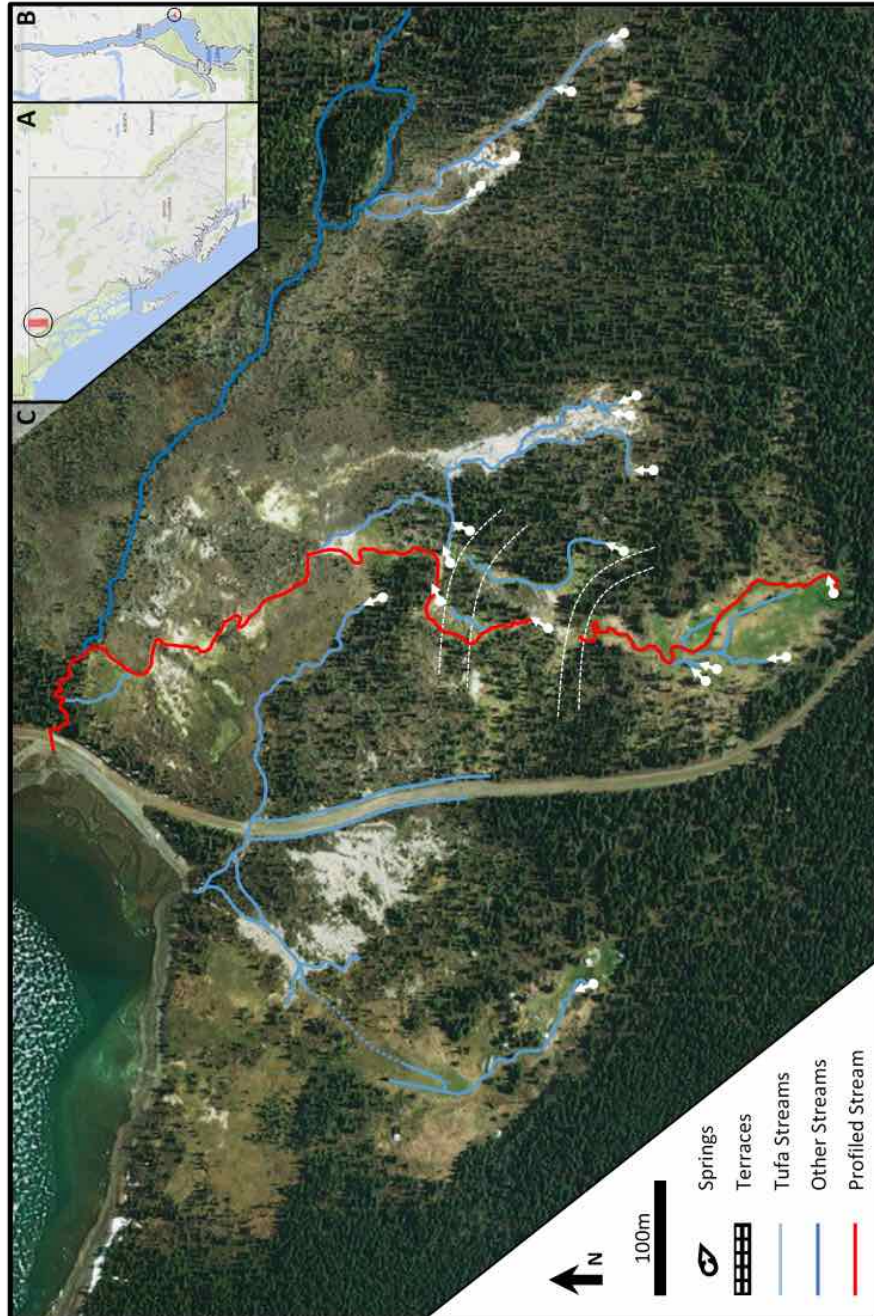 B
A
C
N
100m
Springs
Terraces
Tufa Streams
Other Streams
Profiled Stream